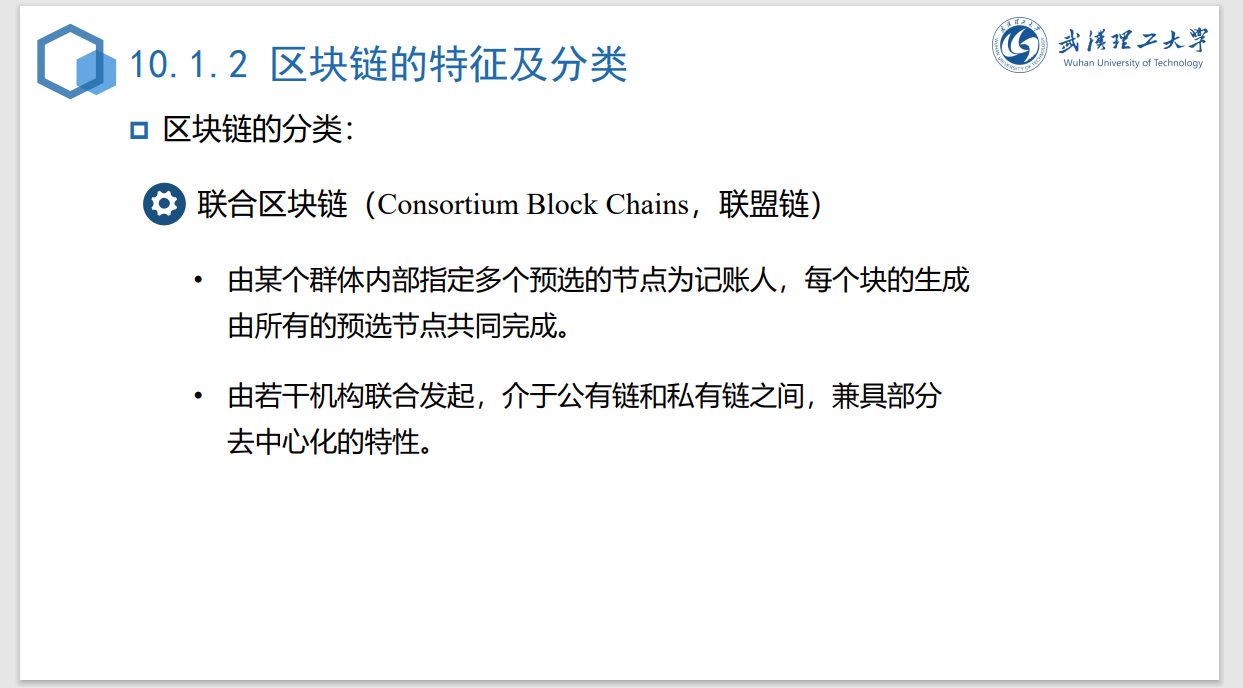 10.1.2 区块链的特征及分类
武汉理工大学
Wuhan University of Technology
区块链的分类：
联合区块链（Consortium Block Chains，联盟链）
• 由某个群体内部指定多个预选的节点为记账人，每个块的生成
由所有的预选节点共同完成。
• 由若干机构联合发起，介于公有链和私有链之间，兼具部分
去中心化的特性。